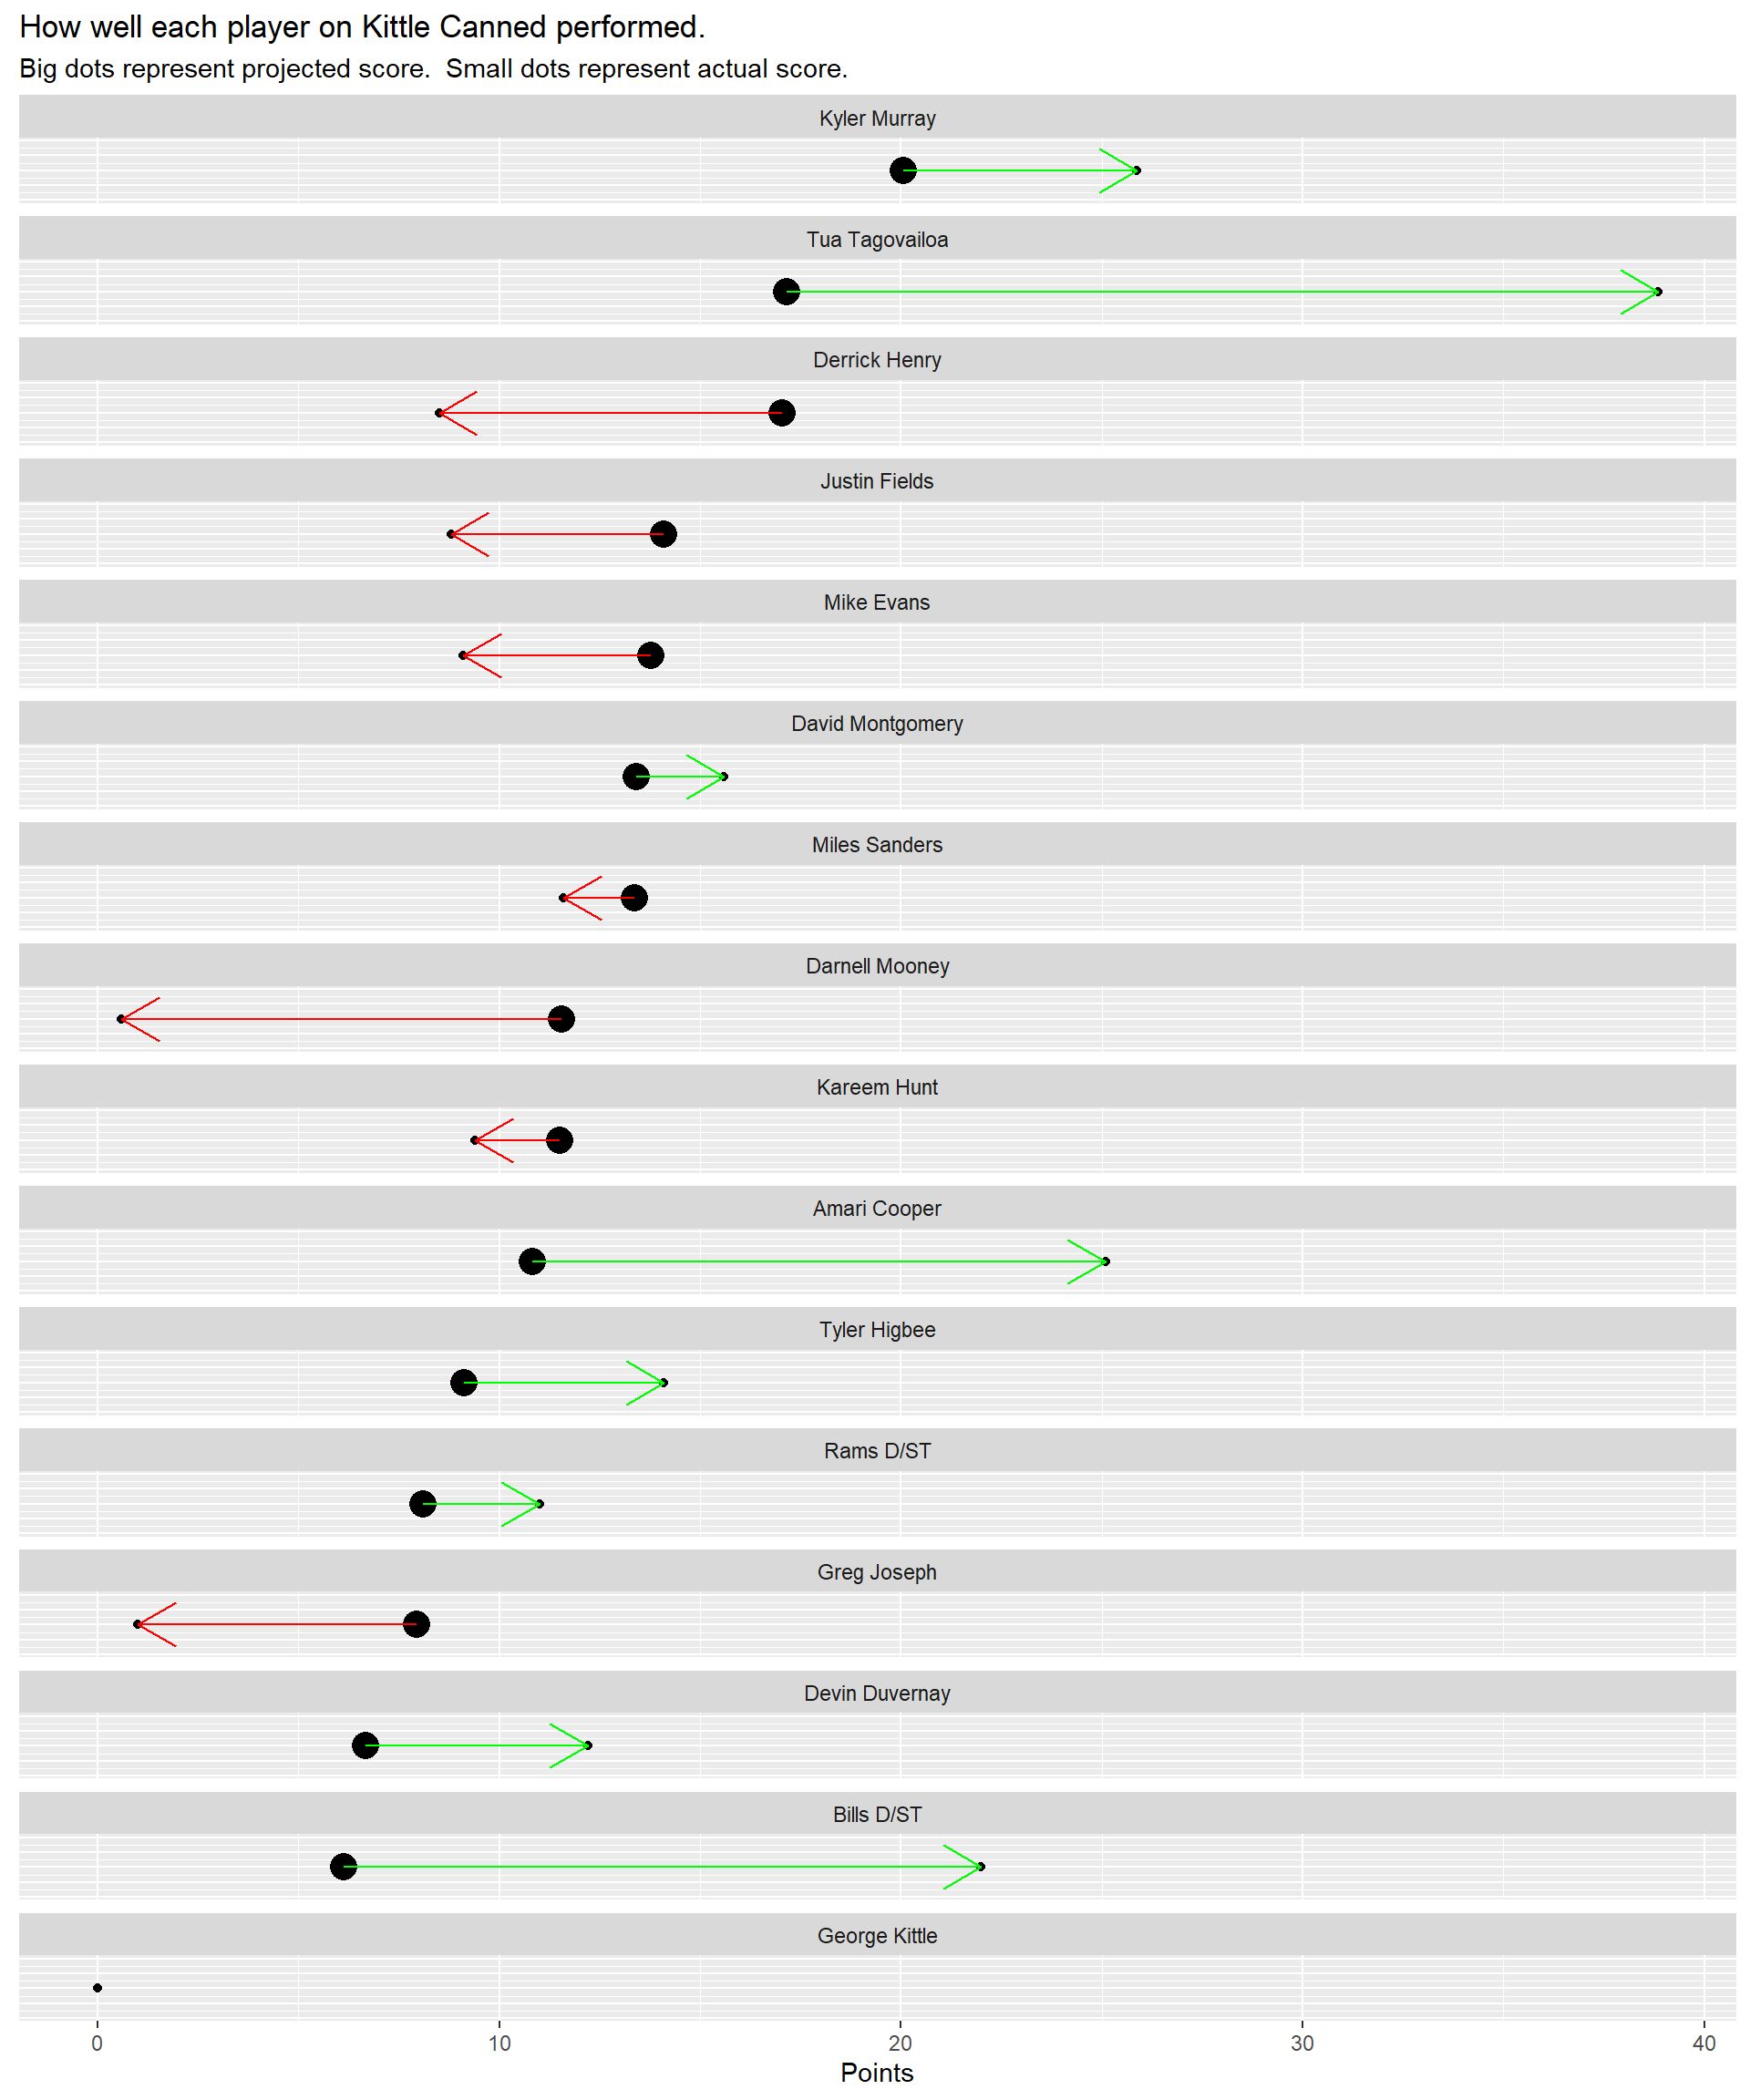 How well each player on Kittle Canned performed.
Big dots represent projected score.  Small dots represent actual score.
Kyler Murray
Tua Tagovailoa
Derrick Henry
Justin Fields
Mike Evans
David Montgomery
Miles Sanders
Darnell Mooney
Kareem Hunt
Amari Cooper
Tyler Higbee
Rams D/ST
Greg Joseph
Devin Duvernay
Bills D/ST
George Kittle
0 10 20 30 40
Points